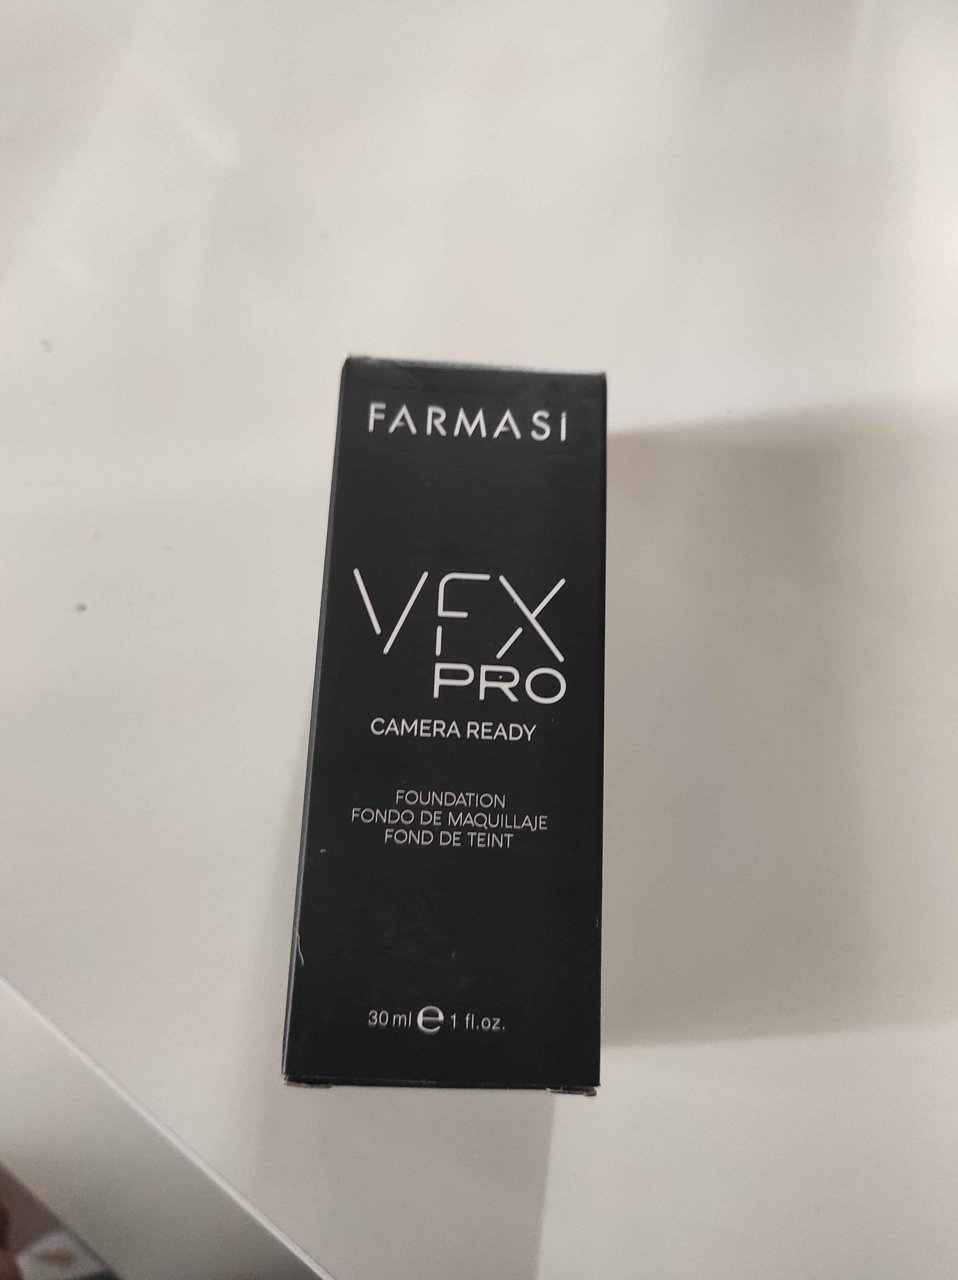 FARMASİ
VFX
PRO
CAMERA READY
FOUNDATION
FONDO DE MAQUILLAJE
FOND DE TEINT
30 ml e 1 fl.oz.